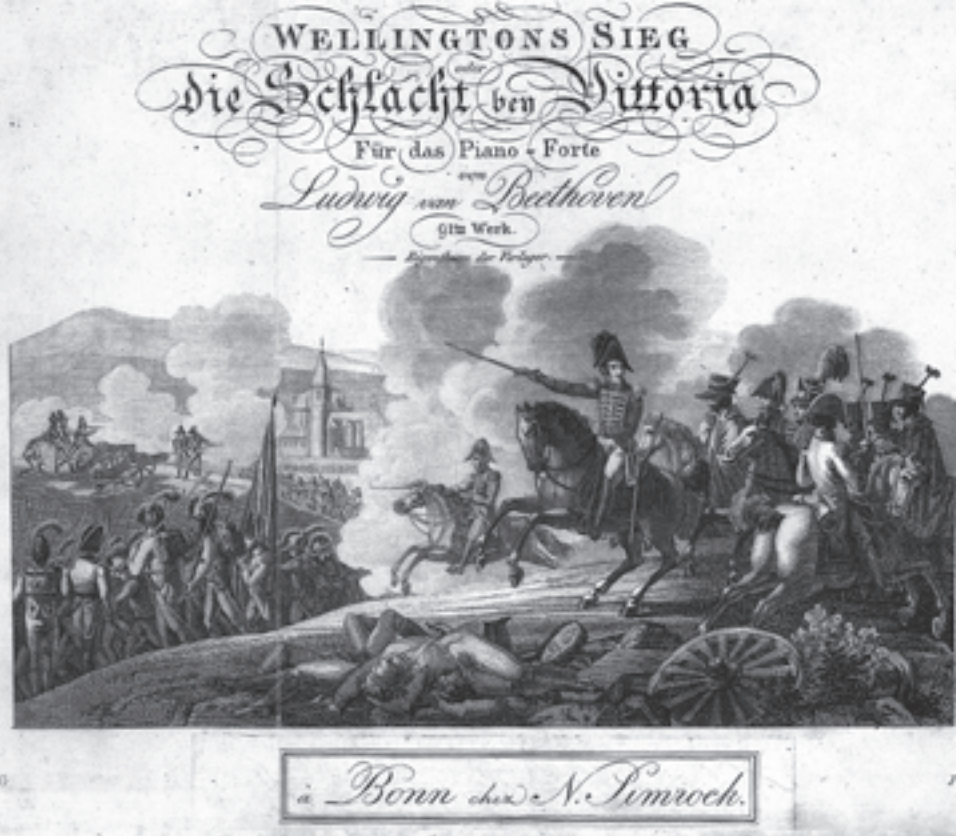 WELLINGTONS SIEG
oder
die Schlacht bey Vittoria
Für das Piano-Forte
von
Ludwig van Beethoven
91tes Werk.
Eigenthum der Verleger.
à Bonn chez N. Simrock.